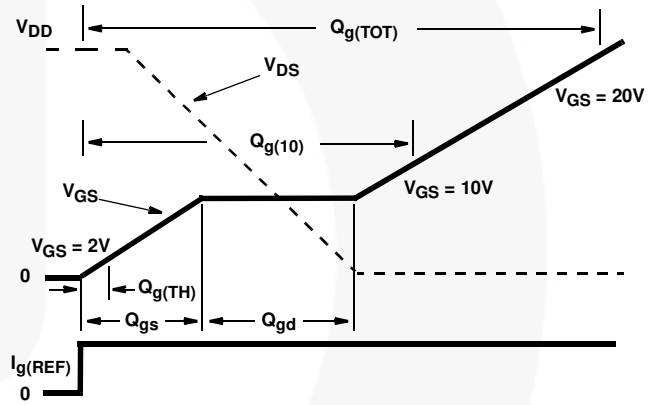 VDD
Qg(TOT)
VDS
VGS = 20V
Qg(10)
VGS
VGS = 10V
VGS = 2V
0
Qg(TH)
Qgs
Qgd
Ig(REF)
0